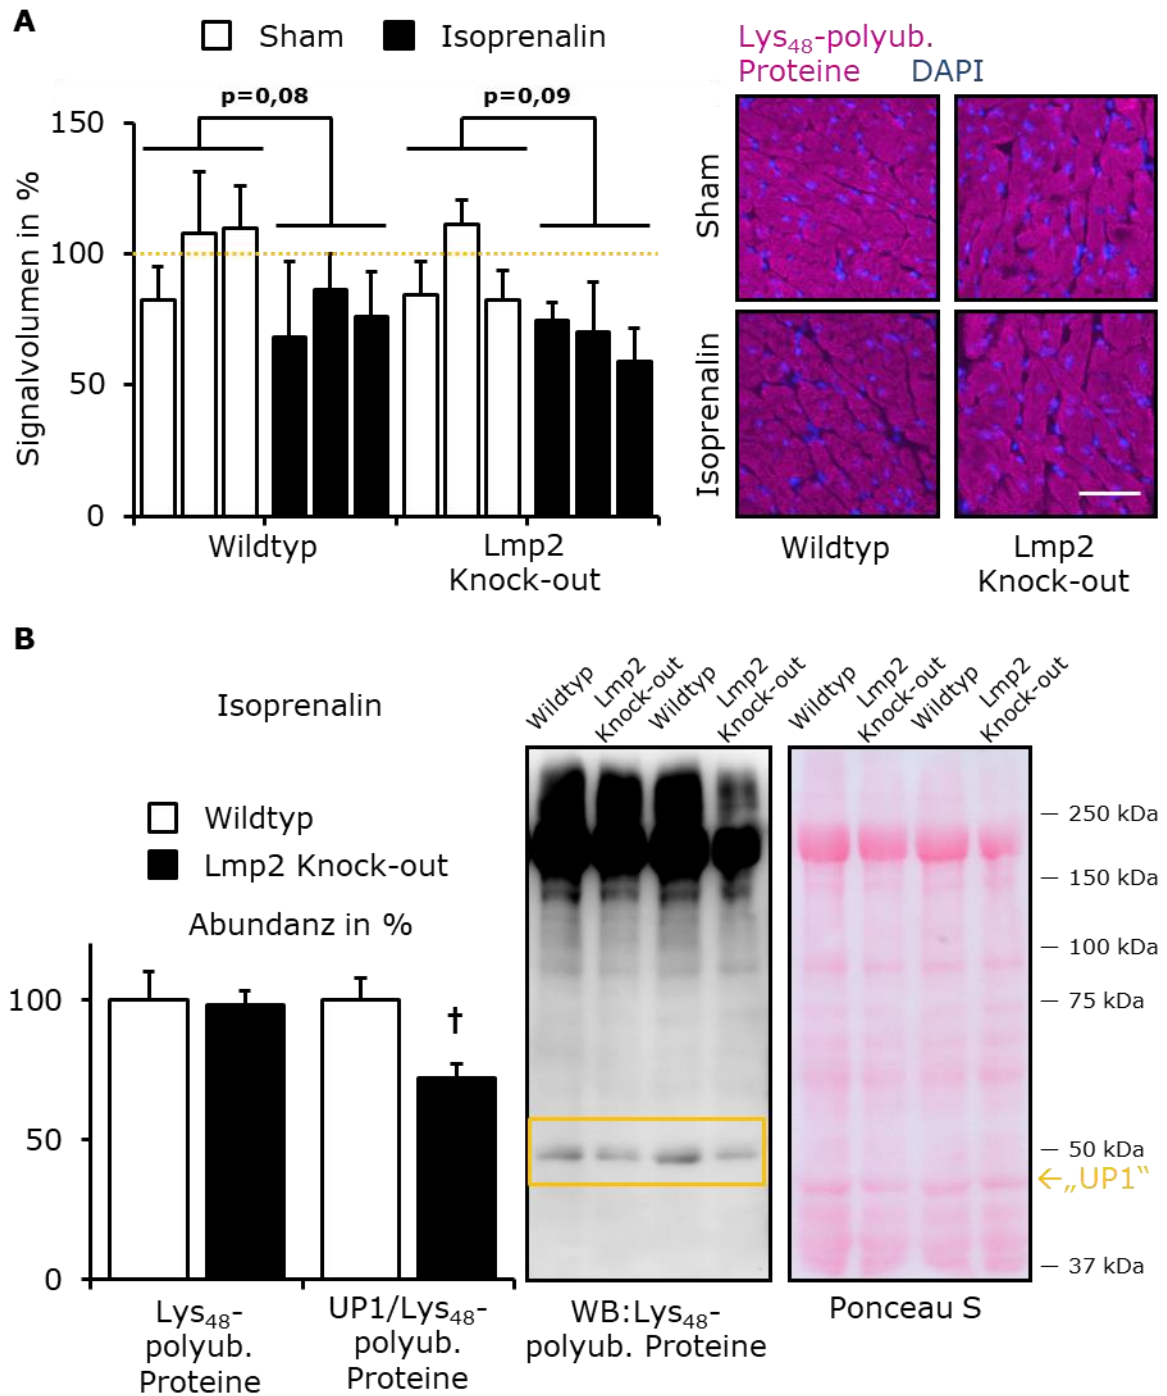 A
Sham Isoprenalin
Lys48-polyub.
Proteine DAPI
p=0,08 p=0,09
150
100
50
0
Signalvolumen in %
Wildtyp Lmp2
Knock-out
Sham
Isoprenalin
Wildtyp Lmp2
Knock-out
B
Isoprenalin
Wildtyp
Lmp2 Knock-out
Abundanz in %
100
50
0
†
Lys48-
polyub.
Proteine
UP1/Lys48-
polyub.
Proteine
Wildtyp
Lmp2
Knock-out
Wildtyp
Lmp2
Knock-out
WB:Lys48-
polyub. Proteine
Wildtyp
Lmp2
Knock-out
Wildtyp
Lmp2
Knock-out
Ponceau S
250 kDa
150 kDa
100 kDa
75 kDa
50 kDa
←„UP1“
37 kDa